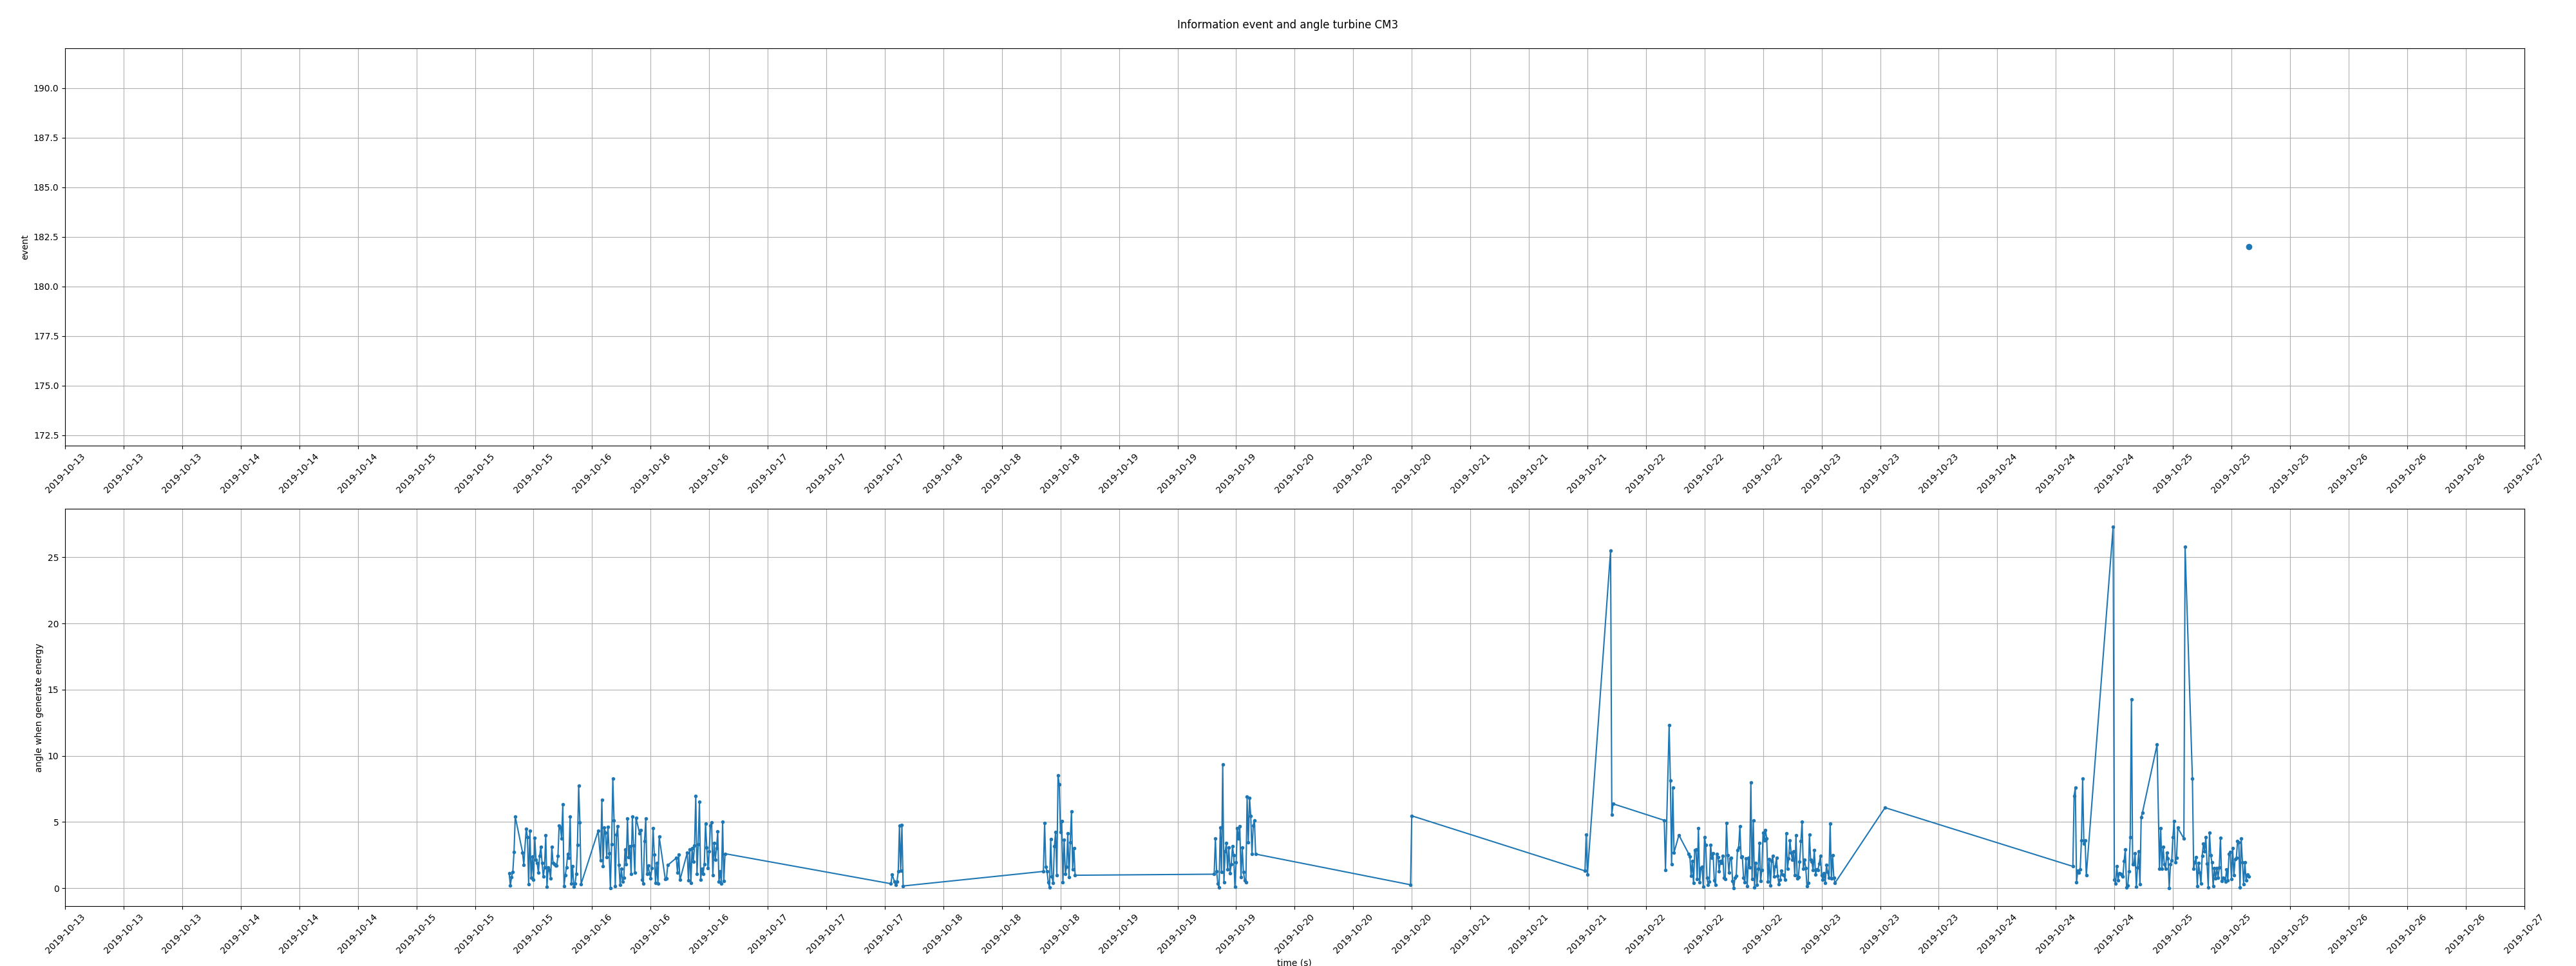 Information event and angle turbine CM3
event
190.0
187.5
185.0
182.5
180.0
177.5
175.0
172.5
2019-10-13 2019-10-13 2019-10-13 2019-10-14 2019-10-14 2019-10-14 2019-10-15 2019-10-15 2019-10-15 2019-10-16 2019-10-16 2019-10-16 2019-10-17 2019-10-17 2019-10-17 2019-10-18 2019-10-18 2019-10-18 2019-10-19 2019-10-19 2019-10-19 2019-10-20 2019-10-20 2019-10-20 2019-10-21 2019-10-21 2019-10-21 2019-10-22 2019-10-22 2019-10-22 2019-10-23 2019-10-23 2019-10-23 2019-10-24 2019-10-24 2019-10-24 2019-10-25 2019-10-25 2019-10-25 2019-10-26 2019-10-26 2019-10-26 2019-10-27
angle when generate energy
25
20
15
10
5
0
2019-10-13 2019-10-13 2019-10-13 2019-10-14 2019-10-14 2019-10-14 2019-10-15 2019-10-15 2019-10-15 2019-10-16 2019-10-16 2019-10-16 2019-10-17 2019-10-17 2019-10-17 2019-10-18 2019-10-18 2019-10-18 2019-10-19 2019-10-19 2019-10-19 2019-10-20 2019-10-20 2019-10-20 2019-10-21 2019-10-21 2019-10-21 2019-10-22 2019-10-22 2019-10-22 2019-10-23 2019-10-23 2019-10-23 2019-10-24 2019-10-24 2019-10-24 2019-10-25 2019-10-25 2019-10-25 2019-10-26 2019-10-26 2019-10-26 2019-10-27
time (s)